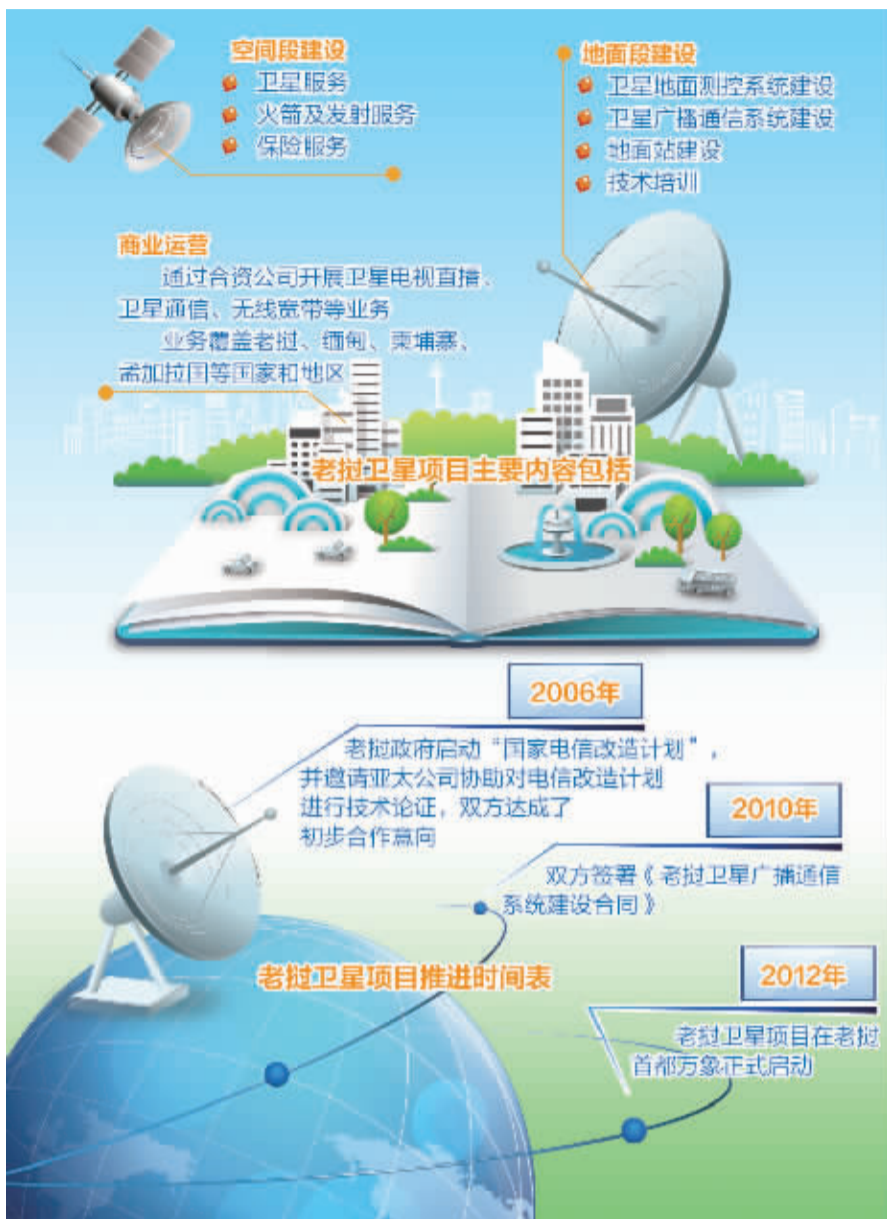 空间段建设
卫星服务
火箭及发射服务
保险服务
地面段建设
卫星地面测控系统建设
卫星广播通信系统建设
地面站建设
技术培训
商业运营
通过合资公司开展卫星电视直播、
卫星通信、无线宽带等业务
业务覆盖老挝、缅甸、柬埔寨、
孟加拉国等国家和地区
老挝卫星项目主要内容包括
2006年
老挝政府启动“国家电信改造计划”，
并邀请亚太公司协助对电信改造计划
进行技术论证，双方达成了
初步合作意向
2010年
双方签署《老挝卫星广播通信
系统建设合同》
老挝卫星项目推进时间表
2012年
老挝卫星项目在老挝
首都万象正式启动